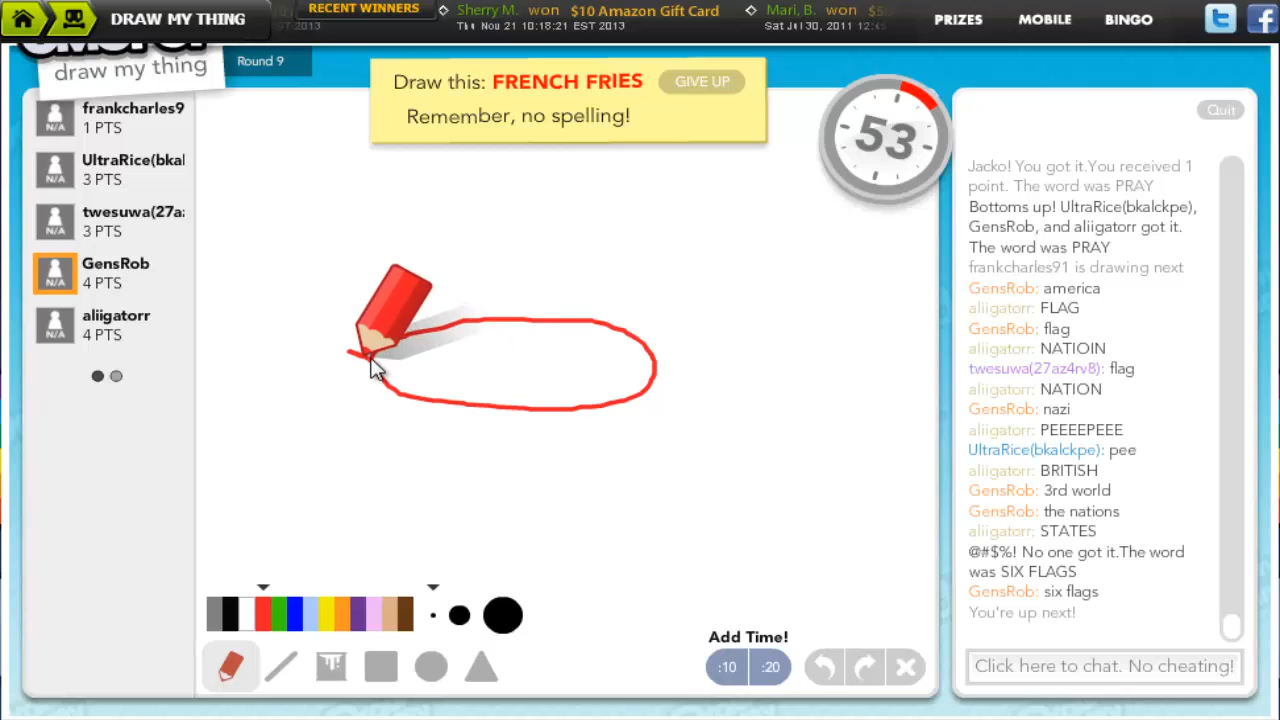 DRAW MY THING
EST 2013
RECENT WINNERS
Sherry M. won $10 Amazon Gift Card
Thu Nov 21 10:18:21 EST 2013
Mari, B. won
Sat Jul 30, 2011
PRIZES
MOBILE
BINGO
draw my thing
Round 9
Draw this: FRENCH FRIES
GIVE UP
Remember, no spelling!
53
Quit
N/A
frankcharles9
1 PTS
N/A
UltraRice(bkal
3 PTS
N/A
twesuwa(27a
3 PTS
N/A
GensRob
4 PTS
N/A
aliigatorr
4 PTS
Jacko! You got it.You received 1
point. The word was PRAY
Bottoms up! UltraRice(bkalckpe),
GensRob, and aliigatorr got it.
The word was PRAY
frankcharles91 is drawing next
GensRob: america
aliigatorr: FLAG
GensRob: flag
aliigatorr: NATIOIN
twesuwa(27az4rv8): flag
aliigatorr: NATION
GensRob: nazi
aliigatorr: PEEEEPEEE
UltraRice(bkalckpe): pee
aliigatorr: BRITISH
GensRob: 3rd world
GensRob: the nations
aliigatorr: STATES
@#$%! No one got it.The word
was SIX FLAGS
GensRob: six flags
You're up next!
Click here to chat. No cheating!
Add Time!
:10
:20